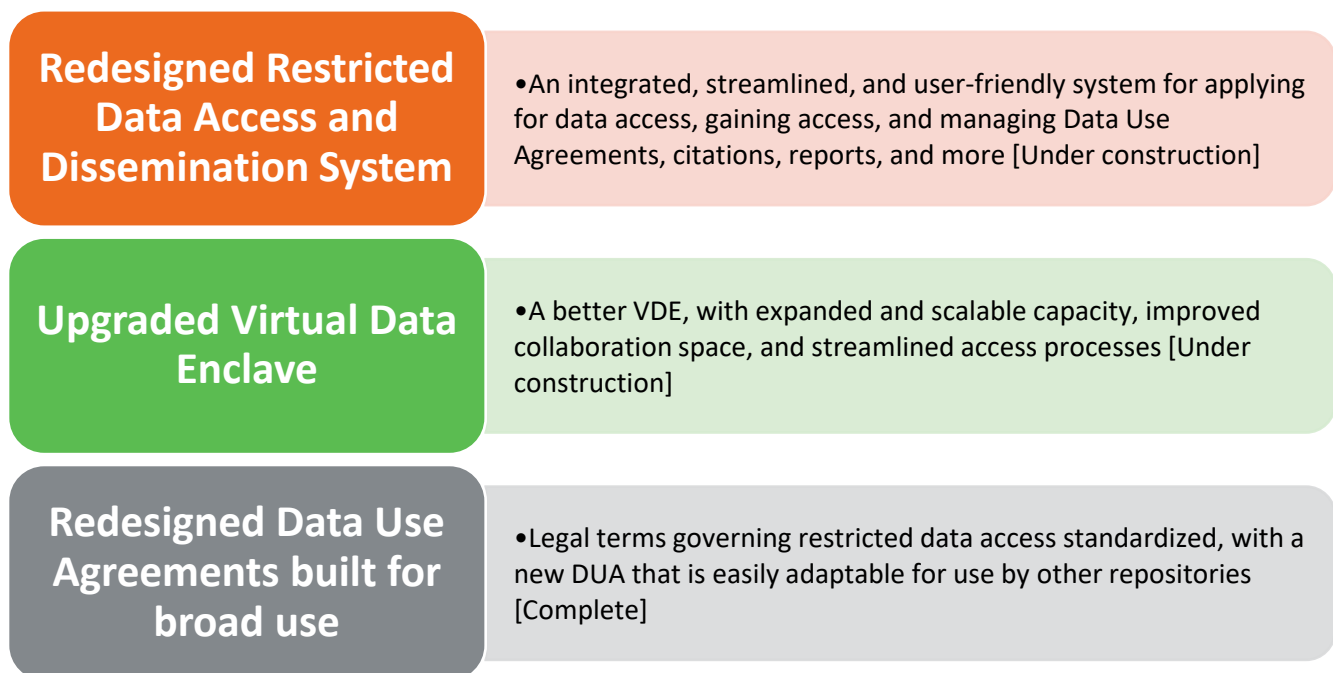 Redesigned Restricted
Data Access and
Dissemination System
•An integrated, streamlined, and user-friendly system for applying
for data access, gaining access, and managing Data Use
Agreements, citations, reports, and more [Under construction]
Upgraded Virtual Data
Enclave
•A better VDE, with expanded and scalable capacity, improved
collaboration space, and streamlined access processes [Under
construction]
Redesigned Data Use
Agreements built for
broad use
•Legal terms governing restricted data access standardized, with a
new DUA that is easily adaptable for use by other repositories
[Complete]